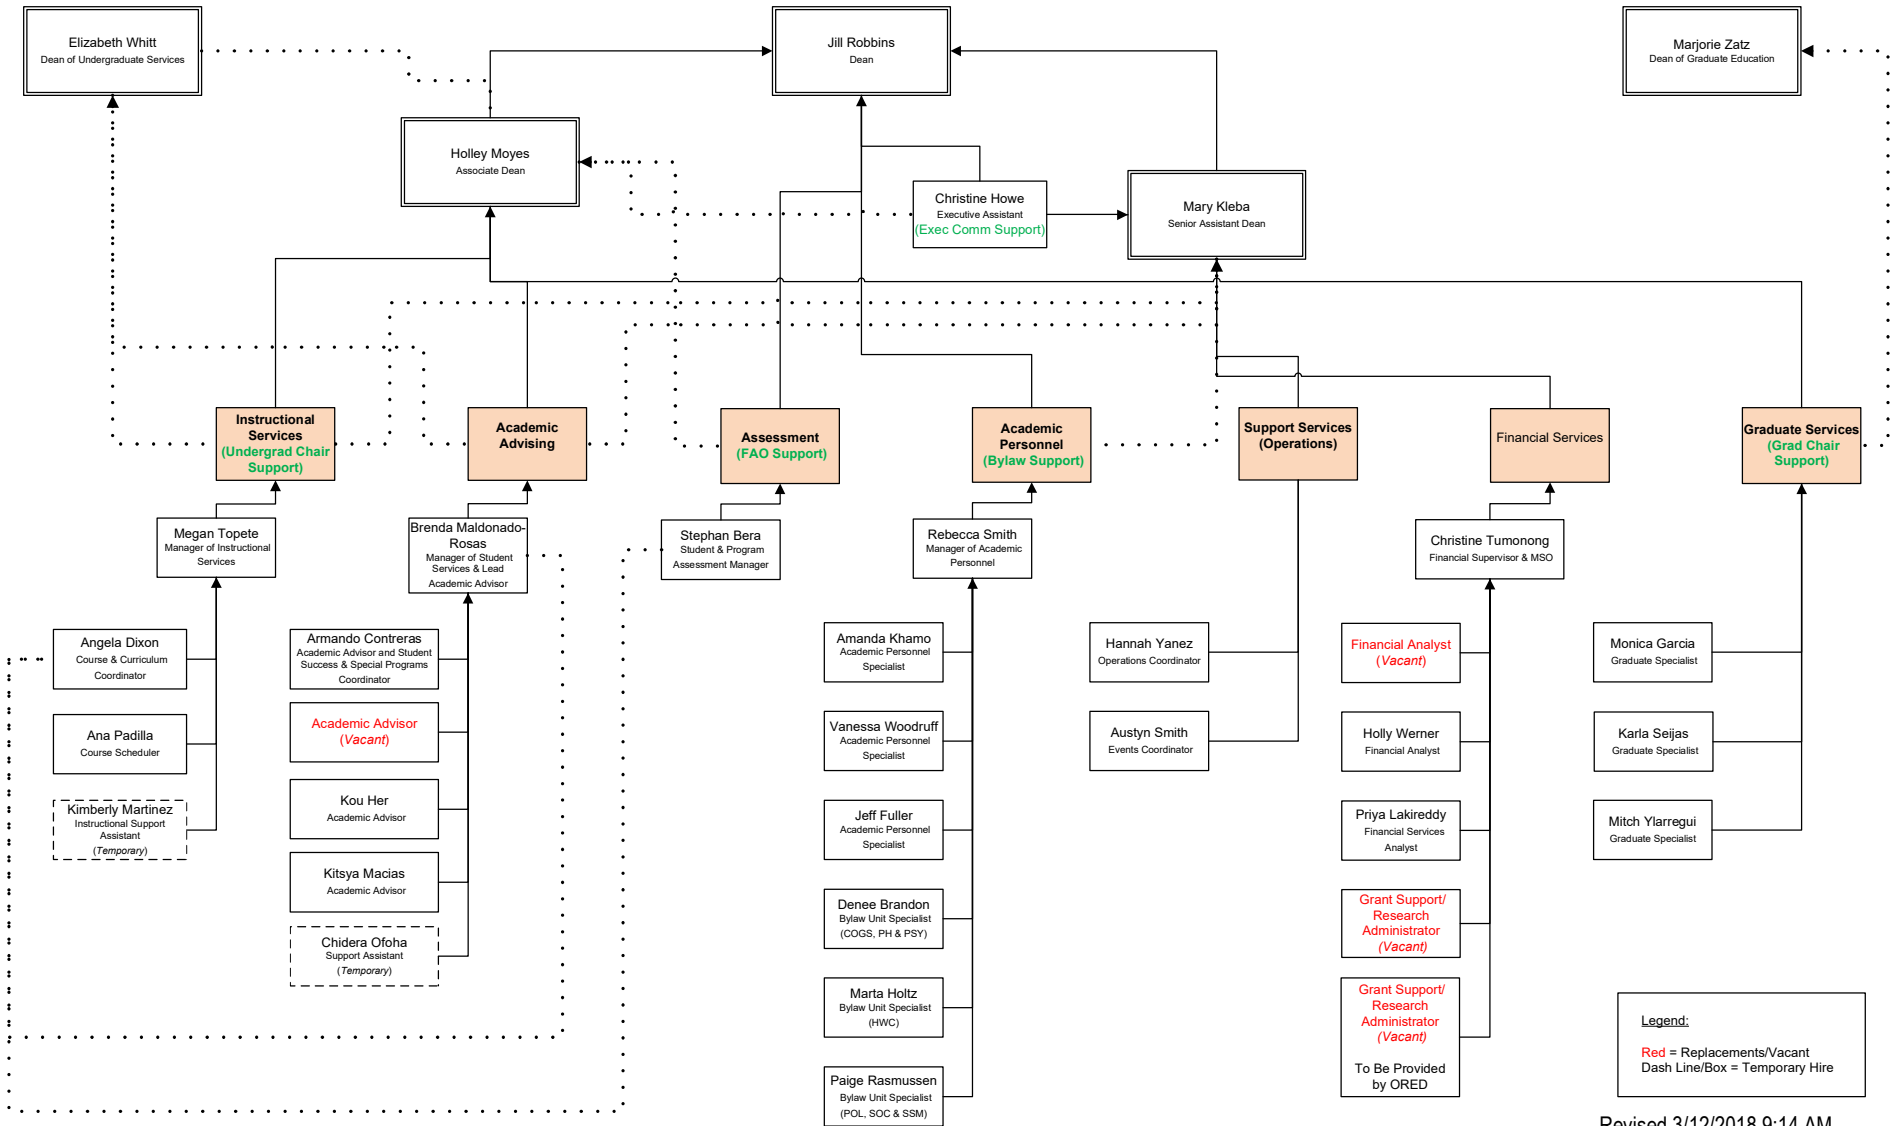 Elizabeth Whitt
Dean of Undergraduate Services
Jill Robbins
Dean
Marjorie Zatz
Dean of Graduate Education
Holley Moyes
Associate Dean
Christine Howe
Executive Assistant
(Exec Comm Support)
Mary Kleba
Senior Assistant Dean
Instructional
Services
(Undergrad Chair
Support)
Academic
Advising
Assessment
(FAO Support)
Academic
Personnel
(Bylaw Support)
Support Services
(Operations)
Financial Services
Graduate Services
(Grad Chair
Support)
Megan Topete
Manager of Instructional
Services
Brenda Maldonado-
Rosas
Manager of Student
Services & Lead
Academic Advisor
Stephan Bera
Student & Program
Assessment Manager
Rebecca Smith
Manager of Academic
Personnel
Christine Tumonong
Financial Supervisor & MSO
Angela Dixon
Course & Curriculum
Coordinator
Ana Padilla
Course Scheduler
Kimberly Martinez
Instructional Support
Assistant
(Temporary)
Armando Contreras
Academic Advisor and Student
Success & Special Programs
Coordinator
Academic Advisor
(Vacant)
Kou Her
Academic Advisor
Kitsya Macias
Academic Advisor
Chidera Ofoha
Support Assistant
(Temporary)
Amanda Khamo
Academic Personnel
Specialist
Vanessa Woodruff
Academic Personnel
Specialist
Jeff Fuller
Academic Personnel
Specialist
Denee Brandon
Bylaw Unit Specialist
(COGS, PH & PSY)
Marta Holtz
Bylaw Unit Specialist
(HWC)
Paige Rasmussen
Bylaw Unit Specialist
(POL, SOC & SSM)
Hannah Yanez
Operations Coordinator
Austyn Smith
Events Coordinator
Financial Analyst
(Vacant)
Holly Werner
Financial Analyst
Priya Lakireddy
Financial Services
Analyst
Grant Support/
Research
Administrator
(Vacant)
Grant Support/
Research
Administrator
(Vacant)
To Be Provided
by ORED
Monica Garcia
Graduate Specialist
Karla Seijas
Graduate Specialist
Mitch Ylarregui
Graduate Specialist
Legend:
Red = Replacements/Vacant
Dash Line/Box = Temporary Hire
Revised 3/12/2018 9:14 AM